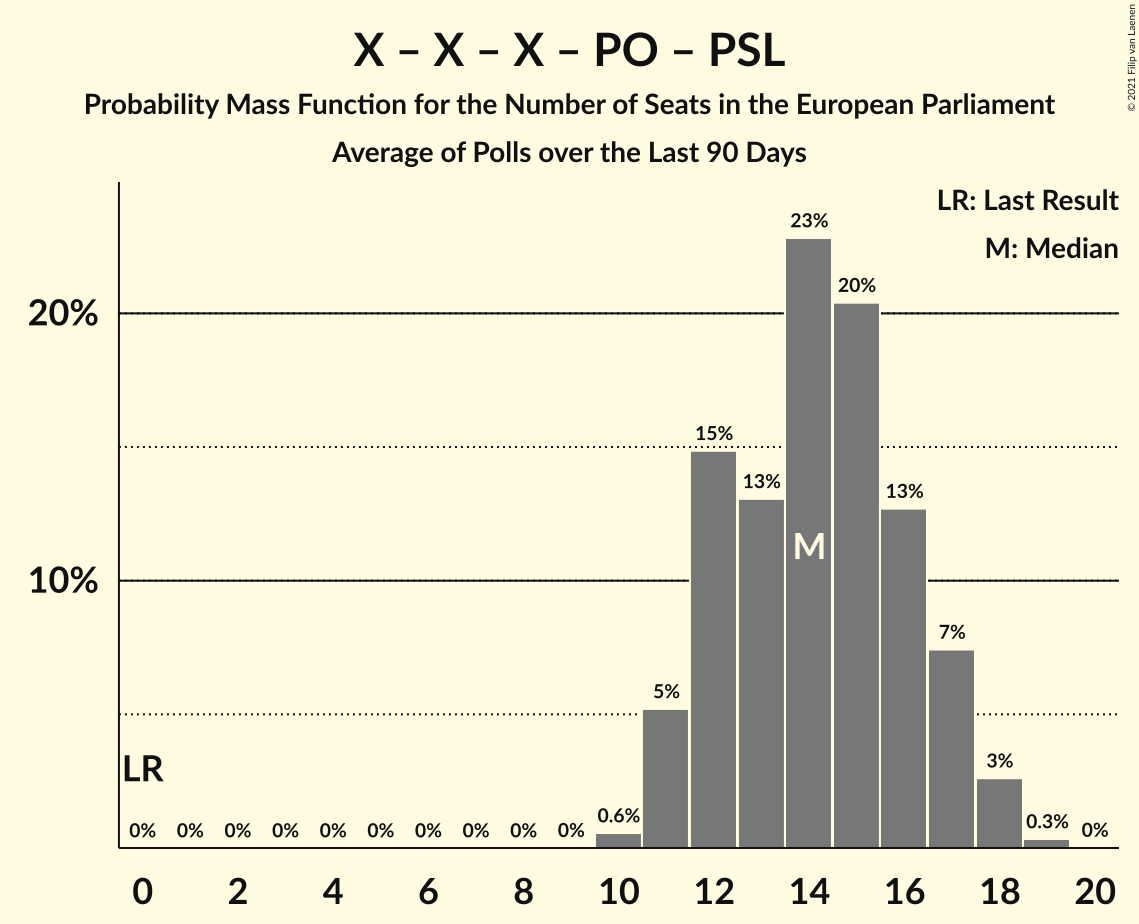 X – X – X – PO – PSL
Probability Mass Function for the Number of Seats in the European Parliament
Average of Polls over the Last 90 Days
© 2021 Filip van Laenen
LR: Last Result
M: Median
23%
20%
20%
15%
13%
13%
M
10%
7%
5%
LR
3%
0% 0% 0% 0% 0% 0% 0% 0% 0% 0% 0.6% 0.3% 0%
0 2 4 6 8 10 12 14 16 18 20